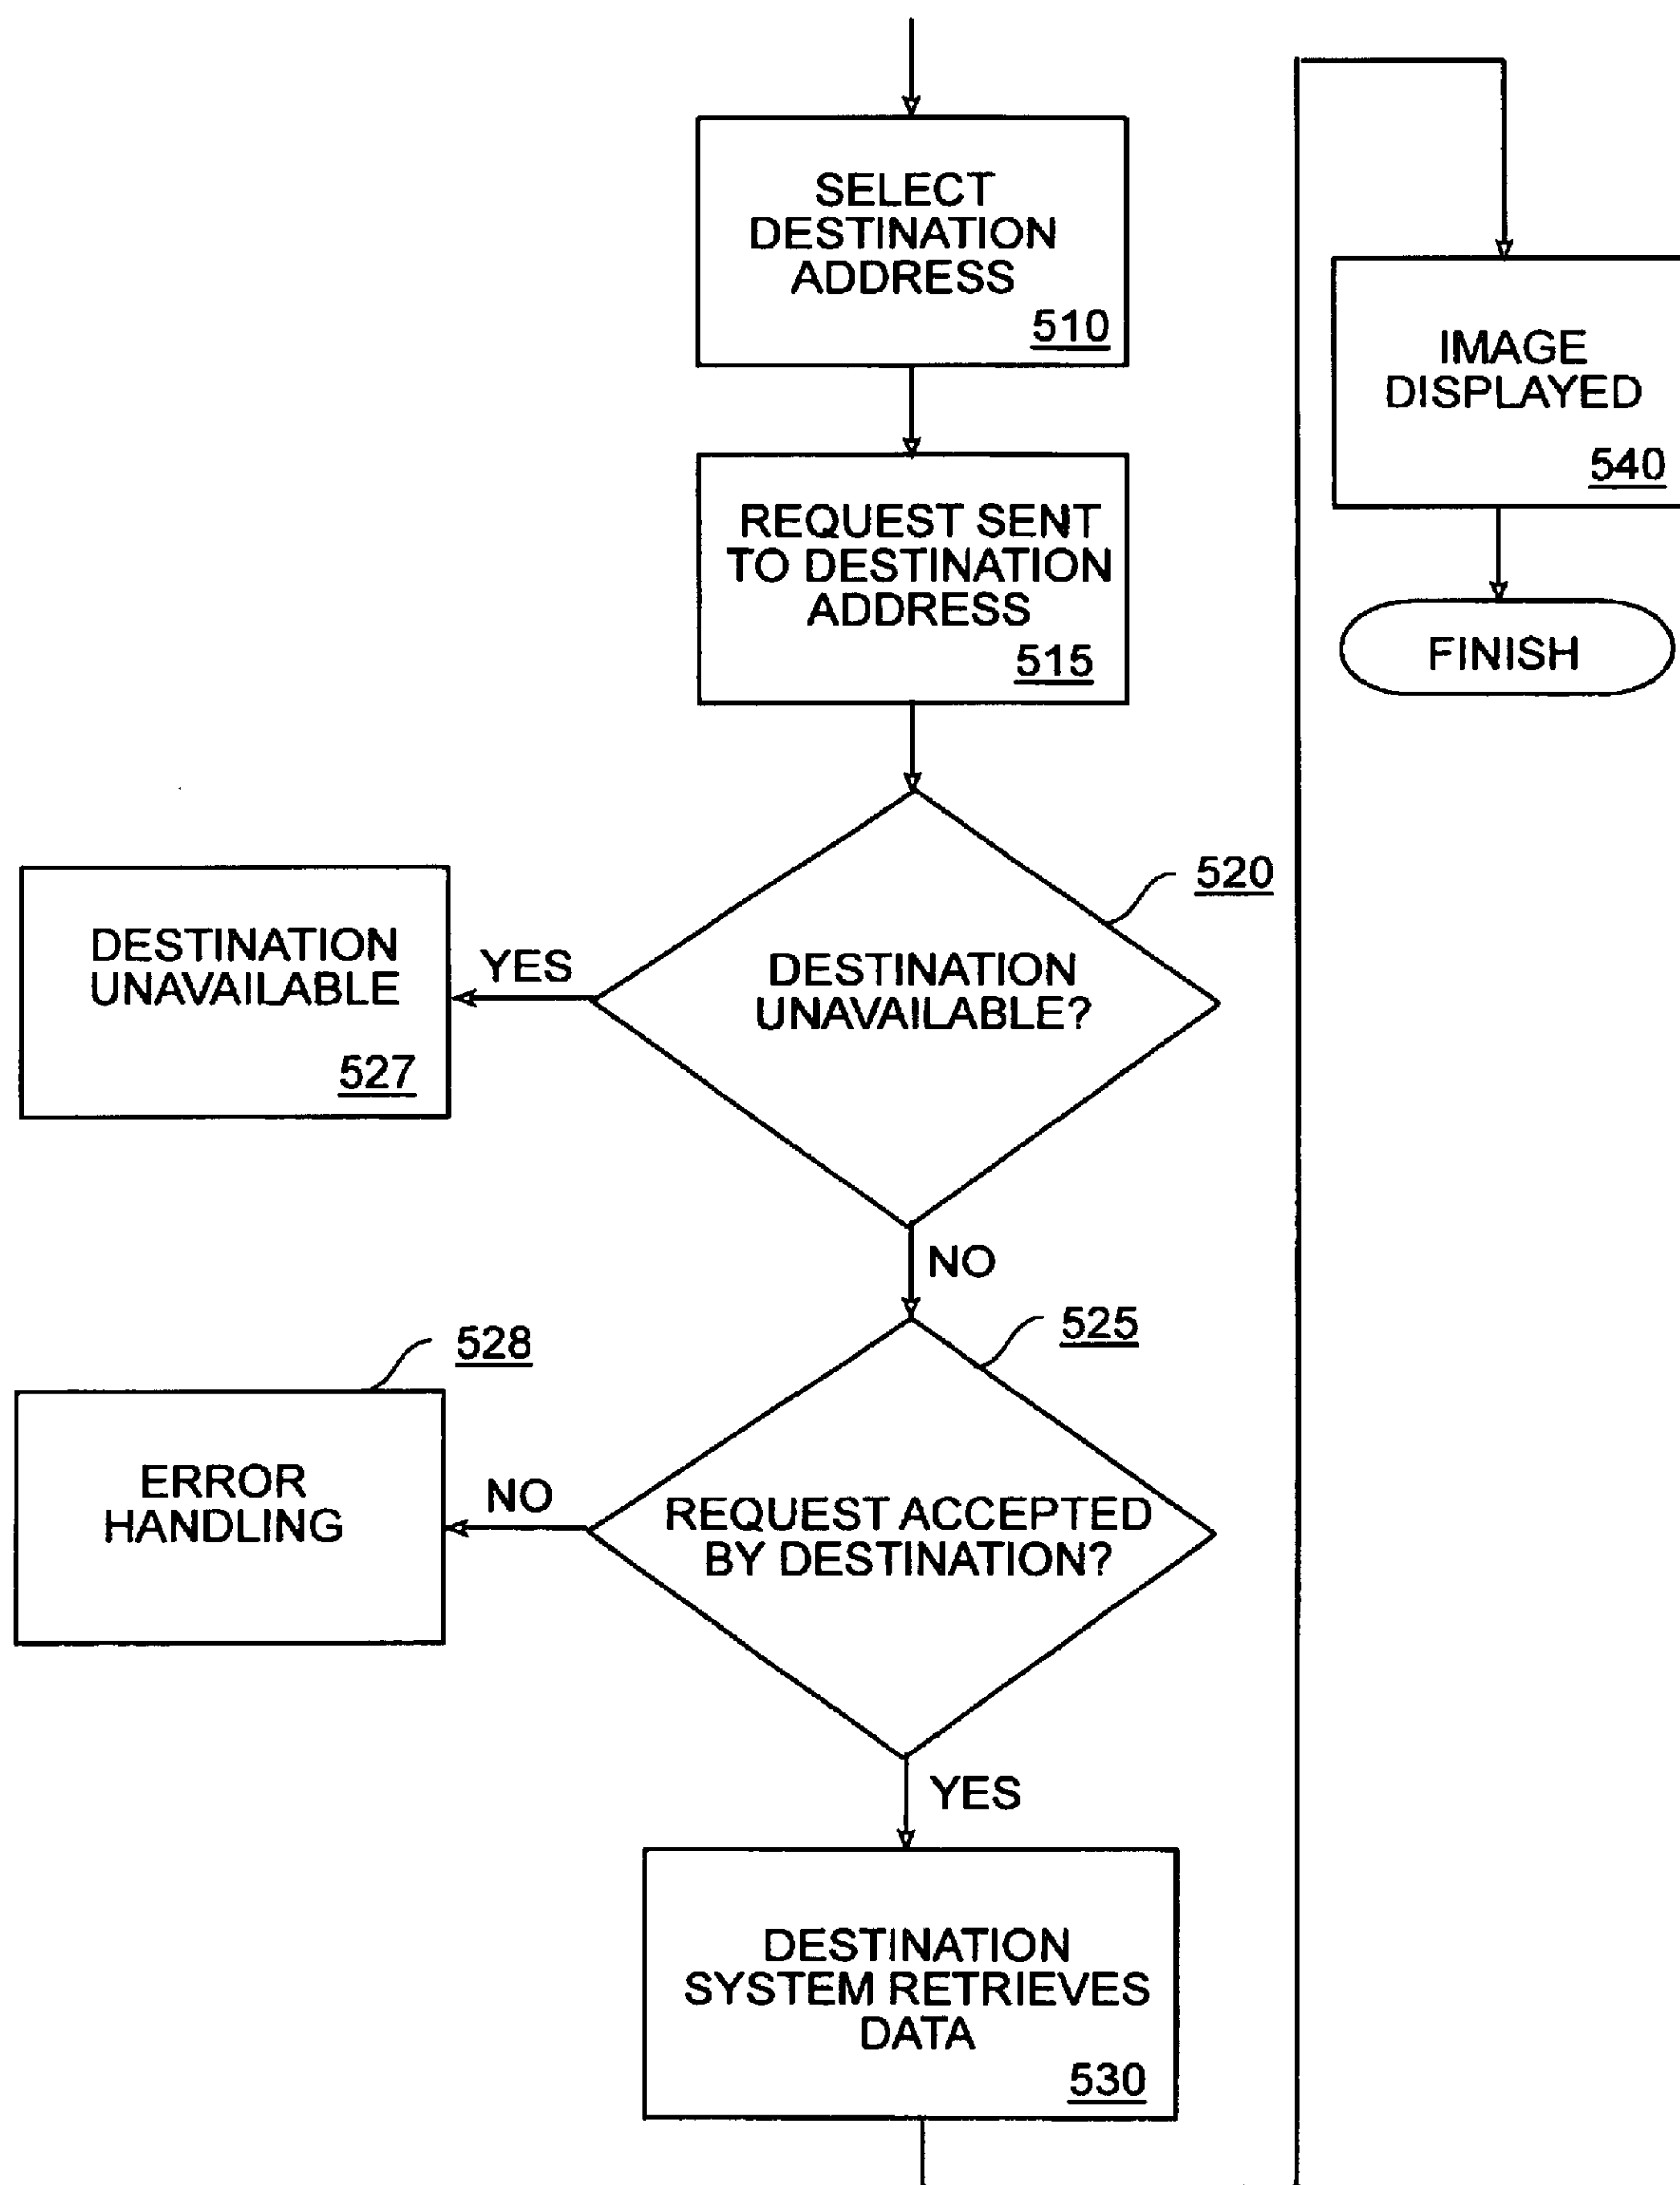 SELECT
DESTINATION
ADDRESS
510
REQUEST SENT
TO DESTINATION
ADDRESS
515
520
DESTINATION
UNAVAILABLE?
YES
DESTINATION
UNAVAILABLE
527
NO
525
REQUEST ACCEPTED
BY DESTINATION?
NO
528
ERROR
HANDLING
YES
DESTINATION
SYSTEM RETRIEVES
DATA
530
IMAGE
DISPLAYED
540
FINISH